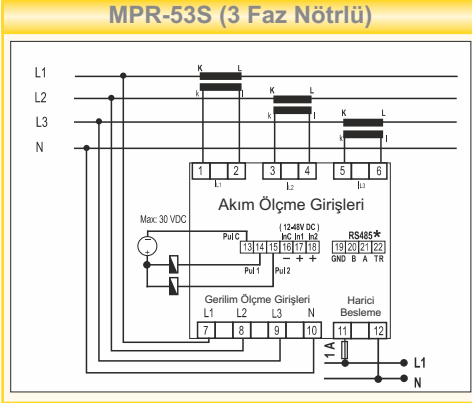 MPR-53S (3 Faz Nötrlü)
L1
K L
L2
k l
K L
L3
k l
K L
N
k l
1 2 3 4 5 6
L1 L2 L3
Akım Ölçme Girişleri
Max: 30 VDC
( 12-48V DC )
Pul C
InC In1 In2
RS485*
13 14 15 16 17 18
19 20 21 22
− + +
GND B A TR
Pul 1 Pul 2
Gerilim Ölçme Girişleri
Harici
Besleme
L1 L2 L3 N
7 8 9 10 11 12
1 A
L1
N